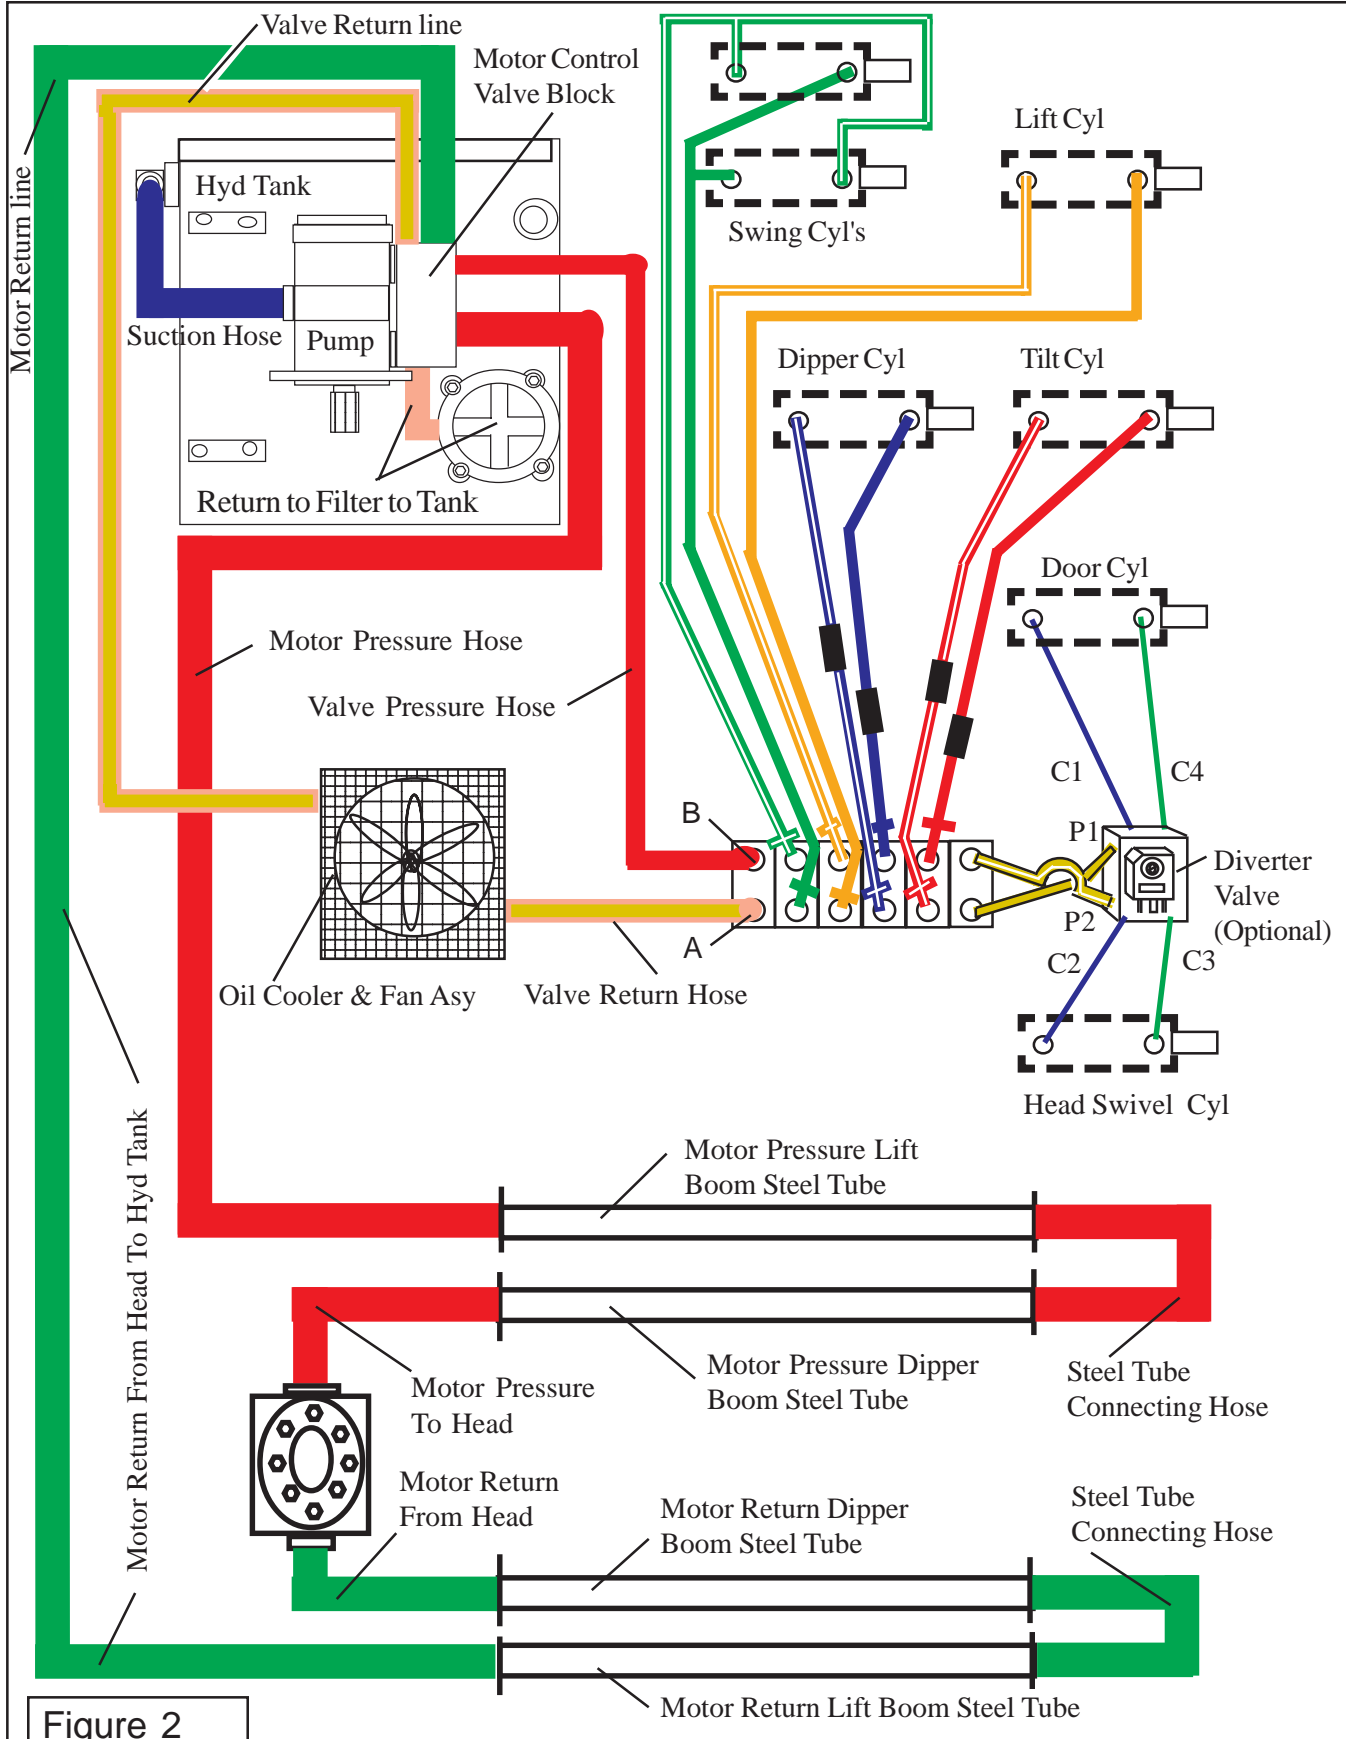 Valve Return line
Motor Control
Valve Block
Motor Return line
Hyd Tank
Suction Hose
Pump
Return to Filter to Tank
Swing Cyl's
Lift Cyl
Dipper Cyl
Tilt Cyl
Door Cyl
Motor Pressure Hose
Valve Pressure Hose
C1
C4
B
P1
Diverter
Valve
(Optional)
P2
A
C2
C3
Oil Cooler & Fan Asy
Valve Return Hose
Head Swivel Cyl
Motor Return From Head To Hyd Tank
Motor Pressure Lift
Boom Steel Tube
Motor Pressure Dipper
Boom Steel Tube
Steel Tube
Connecting Hose
Motor Pressure
To Head
Motor Return
From Head
Motor Return Dipper
Boom Steel Tube
Steel Tube
Connecting Hose
Motor Return Lift Boom Steel Tube
Figure 2